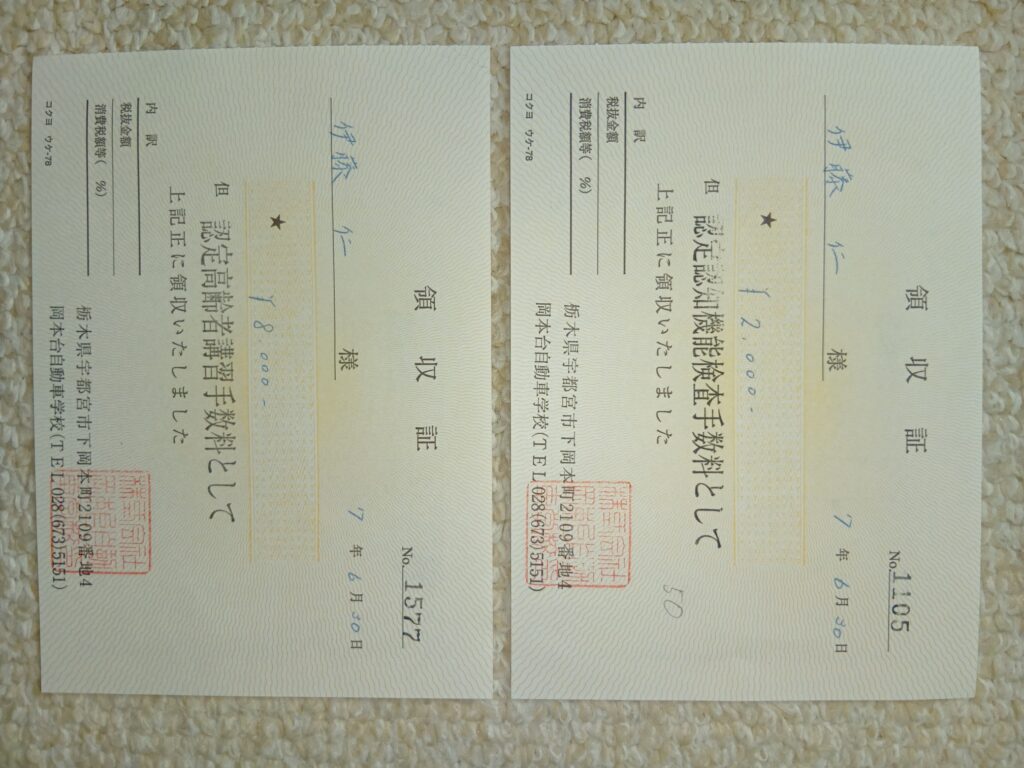 領収証
No. 1105
7年6月30日
伊藤 仁 様
★ ¥2,000-
但 認定認知機能検査手数料として
上記正に領収いたしました
50
内訳
税抜金額
消費税額等( %)
栃木県宇都宮市下岡本町2109番地4
岡本台自動車学校(TEL 028(673)5151)
コクヨ ウケ-78
領収証
No. 1577
7年6月30日
伊藤 仁 様
★ ¥8,000-
但 認定高齢者講習手数料として
上記正に領収いたしました
内訳
税抜金額
消費税額等( %)
栃木県宇都宮市下岡本町2109番地4
岡本台自動車学校(TEL 028(673)5151)
コクヨ ウケ-78